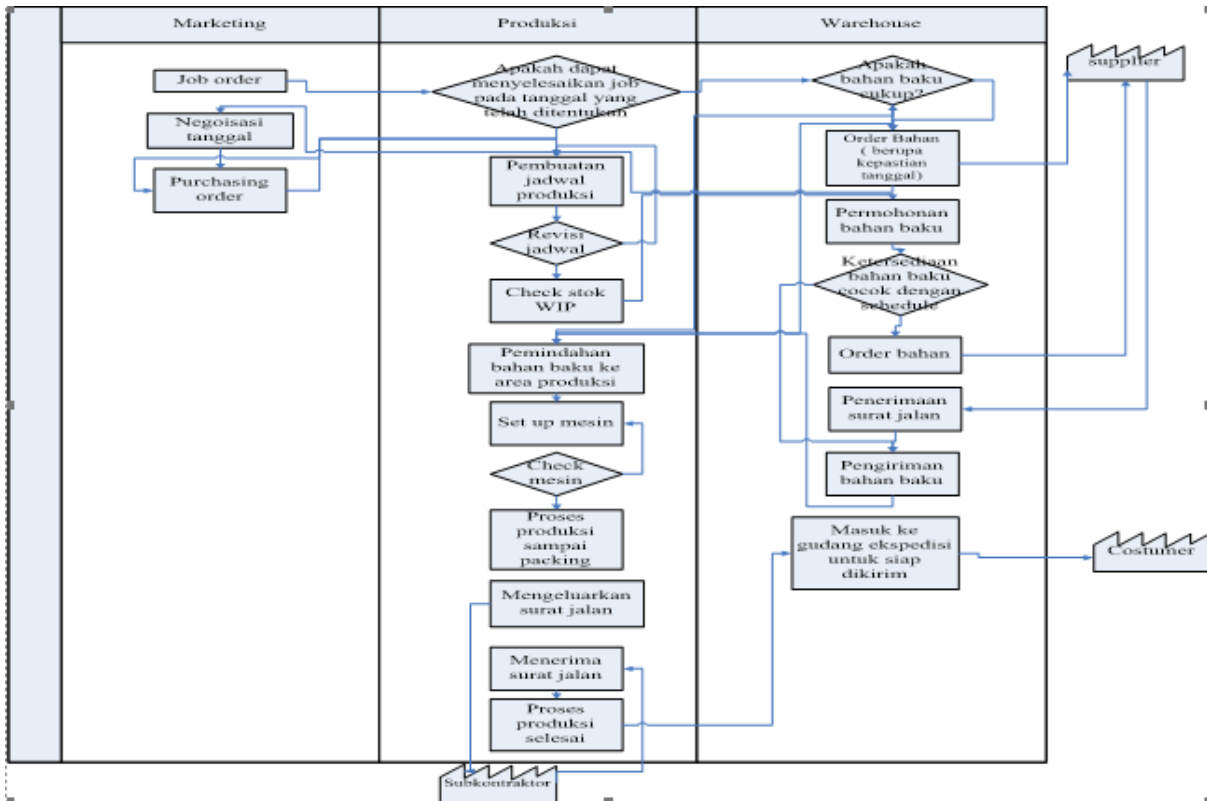 Marketing
Produksi
Warehouse
Job order
Negoisasi
tanggal
Purchasing
order
Apakah dapat
menyelesaikan job
pada tanggal yang
telah ditentukan
Pembuatan
jadwal
produksi
Revisi
jadwal
Check stok
WIP
Pemindahan
bahan baku ke
area produksi
Set up mesin
Check
mesin
Proses
produksi
sampai
packing
Mengeluarkan
surat jalan
Menerima
surat jalan
Proses
produksi
selesai
Subkontraktor
Apakah
bahan baku
cukup?
Order Bahan
( berupa
kepastian
tanggal)
Permohonan
bahan baku
Ketersediaan
bahan baku
cocok dengan
schedule
Order bahan
Penerimaan
surat jalan
Pengiriman
bahan baku
Masuk ke
gudang ekspedisi
untuk siap
dikirim
supplier
Costumer